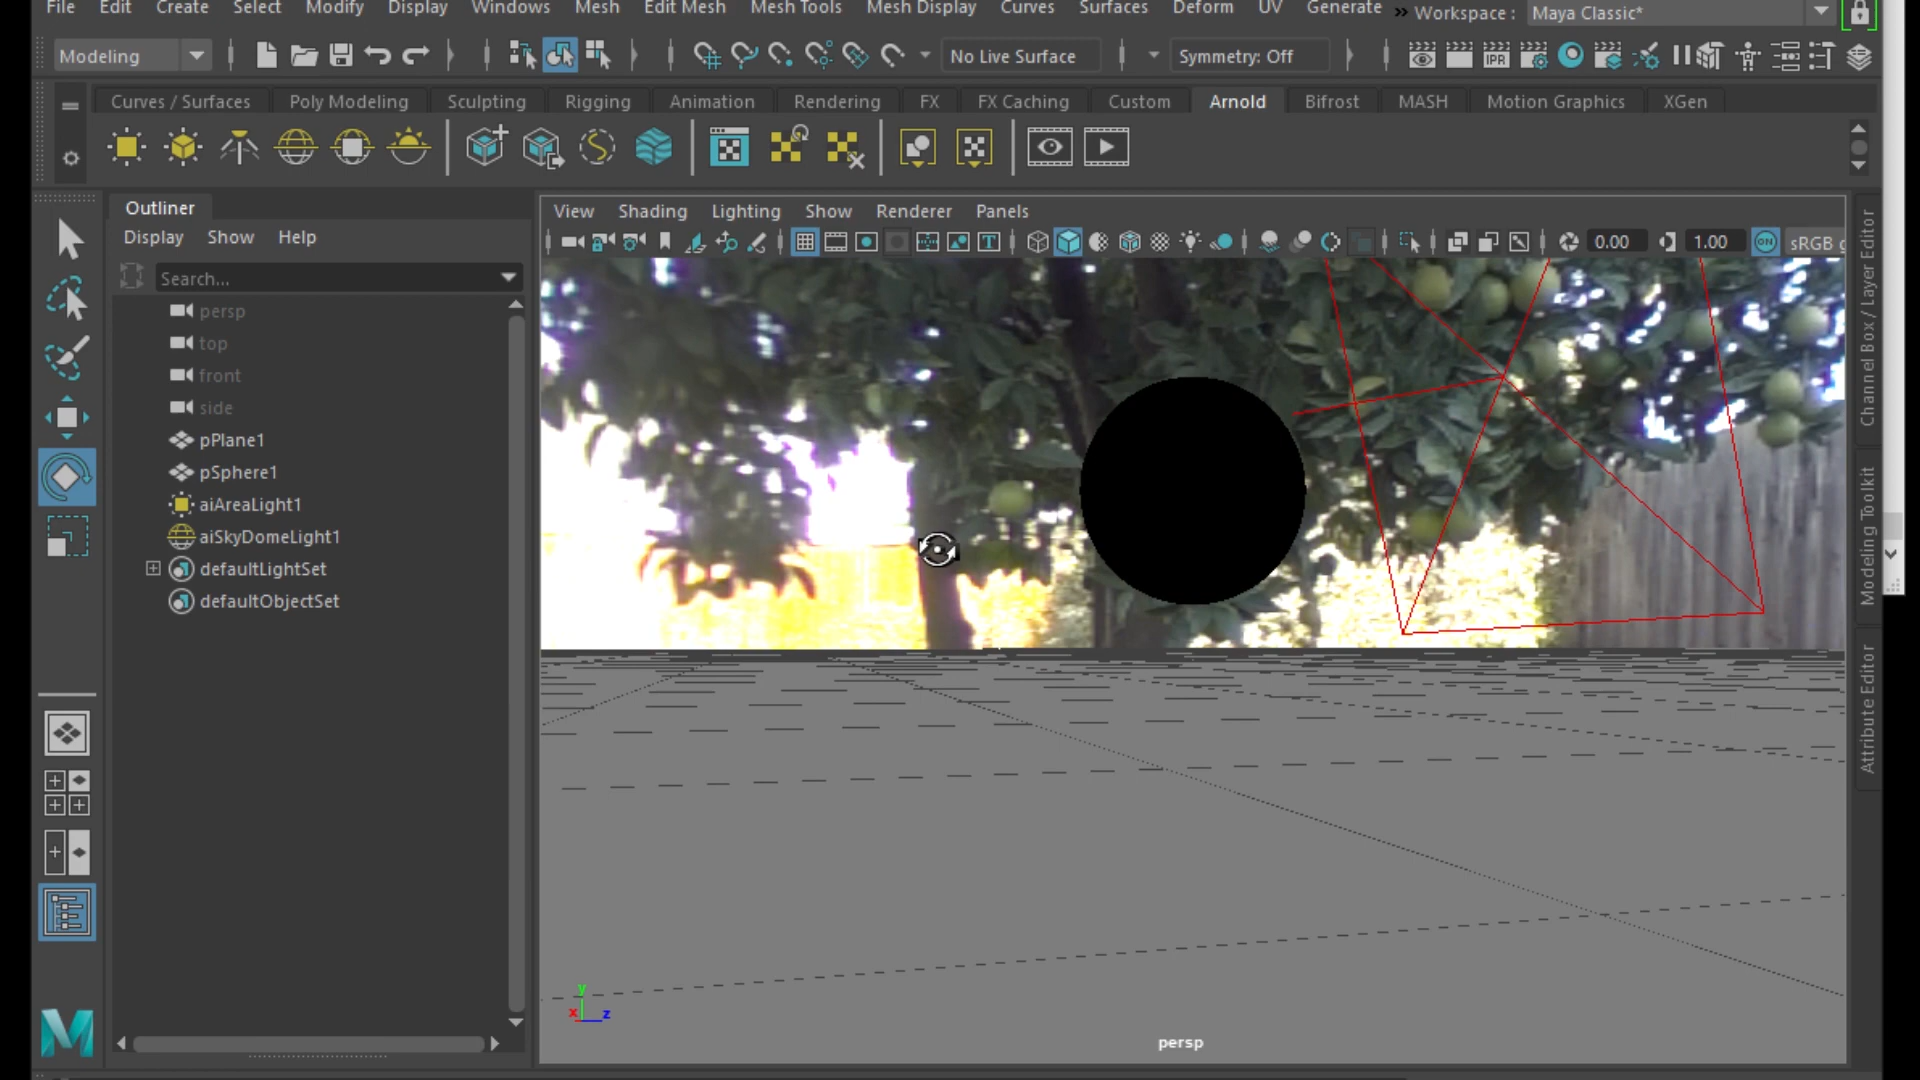 File Edit Create Select Modify Display Windows Mesh Edit Mesh Mesh Tools Mesh Display Curves Surfaces Deform UV Generate » Workspace : Maya Classic*
Modeling No Live Surface Symmetry: Off IPR
Curves / Surfaces Poly Modeling Sculpting Rigging Animation Rendering FX FX Caching Custom Arnold Bifrost MASH Motion Graphics XGen
Outliner
Display Show Help
Search...
persp
top
front
side
pPlane1
pSphere1
aiAreaLight1
aiSkyDomeLight1
defaultLightSet
defaultObjectSet
View Shading Lighting Show Renderer Panels
0.00 1.00 ON sRGB
y
x z
persp
Channel Box / Layer Editor
Modeling Toolkit
Attribute Editor